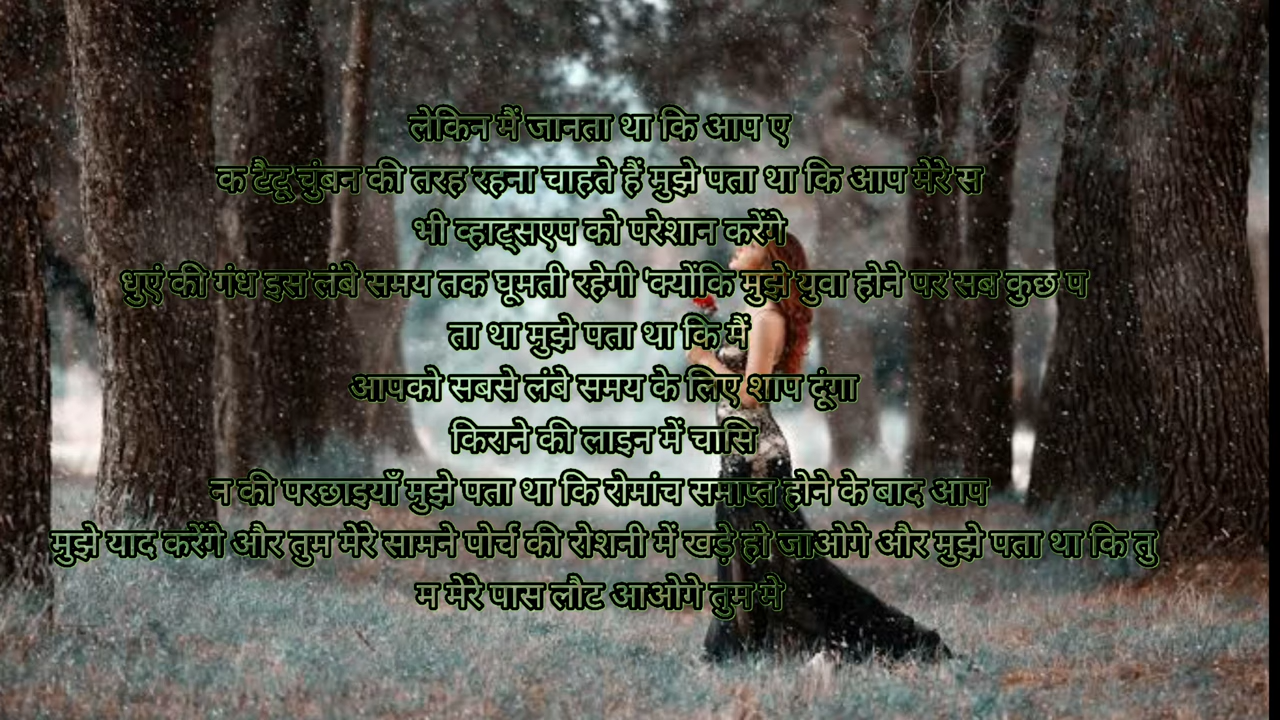 लेकिन मैं जानता था कि आप ए
क टैटू चुंबन की तरह रहना चाहते हैं मुझे पता था कि आप मेरे स
भी व्हाट्सएप को परेशान करेंगे
धुएं की गंध इस लंबे समय तक घूमती रहेगी 'क्योंकि मुझे युवा होने पर सब कुछ प
ता था मुझे पता था कि मैं
आपको सबसे लंबे समय के लिए शाप दूंगा
किराने की लाइन में चासि
न की परछाइयाँ मुझे पता था कि रोमांच समाप्त होने के बाद आप
मुझे याद करेंगे और तुम मेरे सामने पोर्च की रोशनी में खड़े हो जाओगे और मुझे पता था कि तु
म मेरे पास लौट आओगे तुम मे